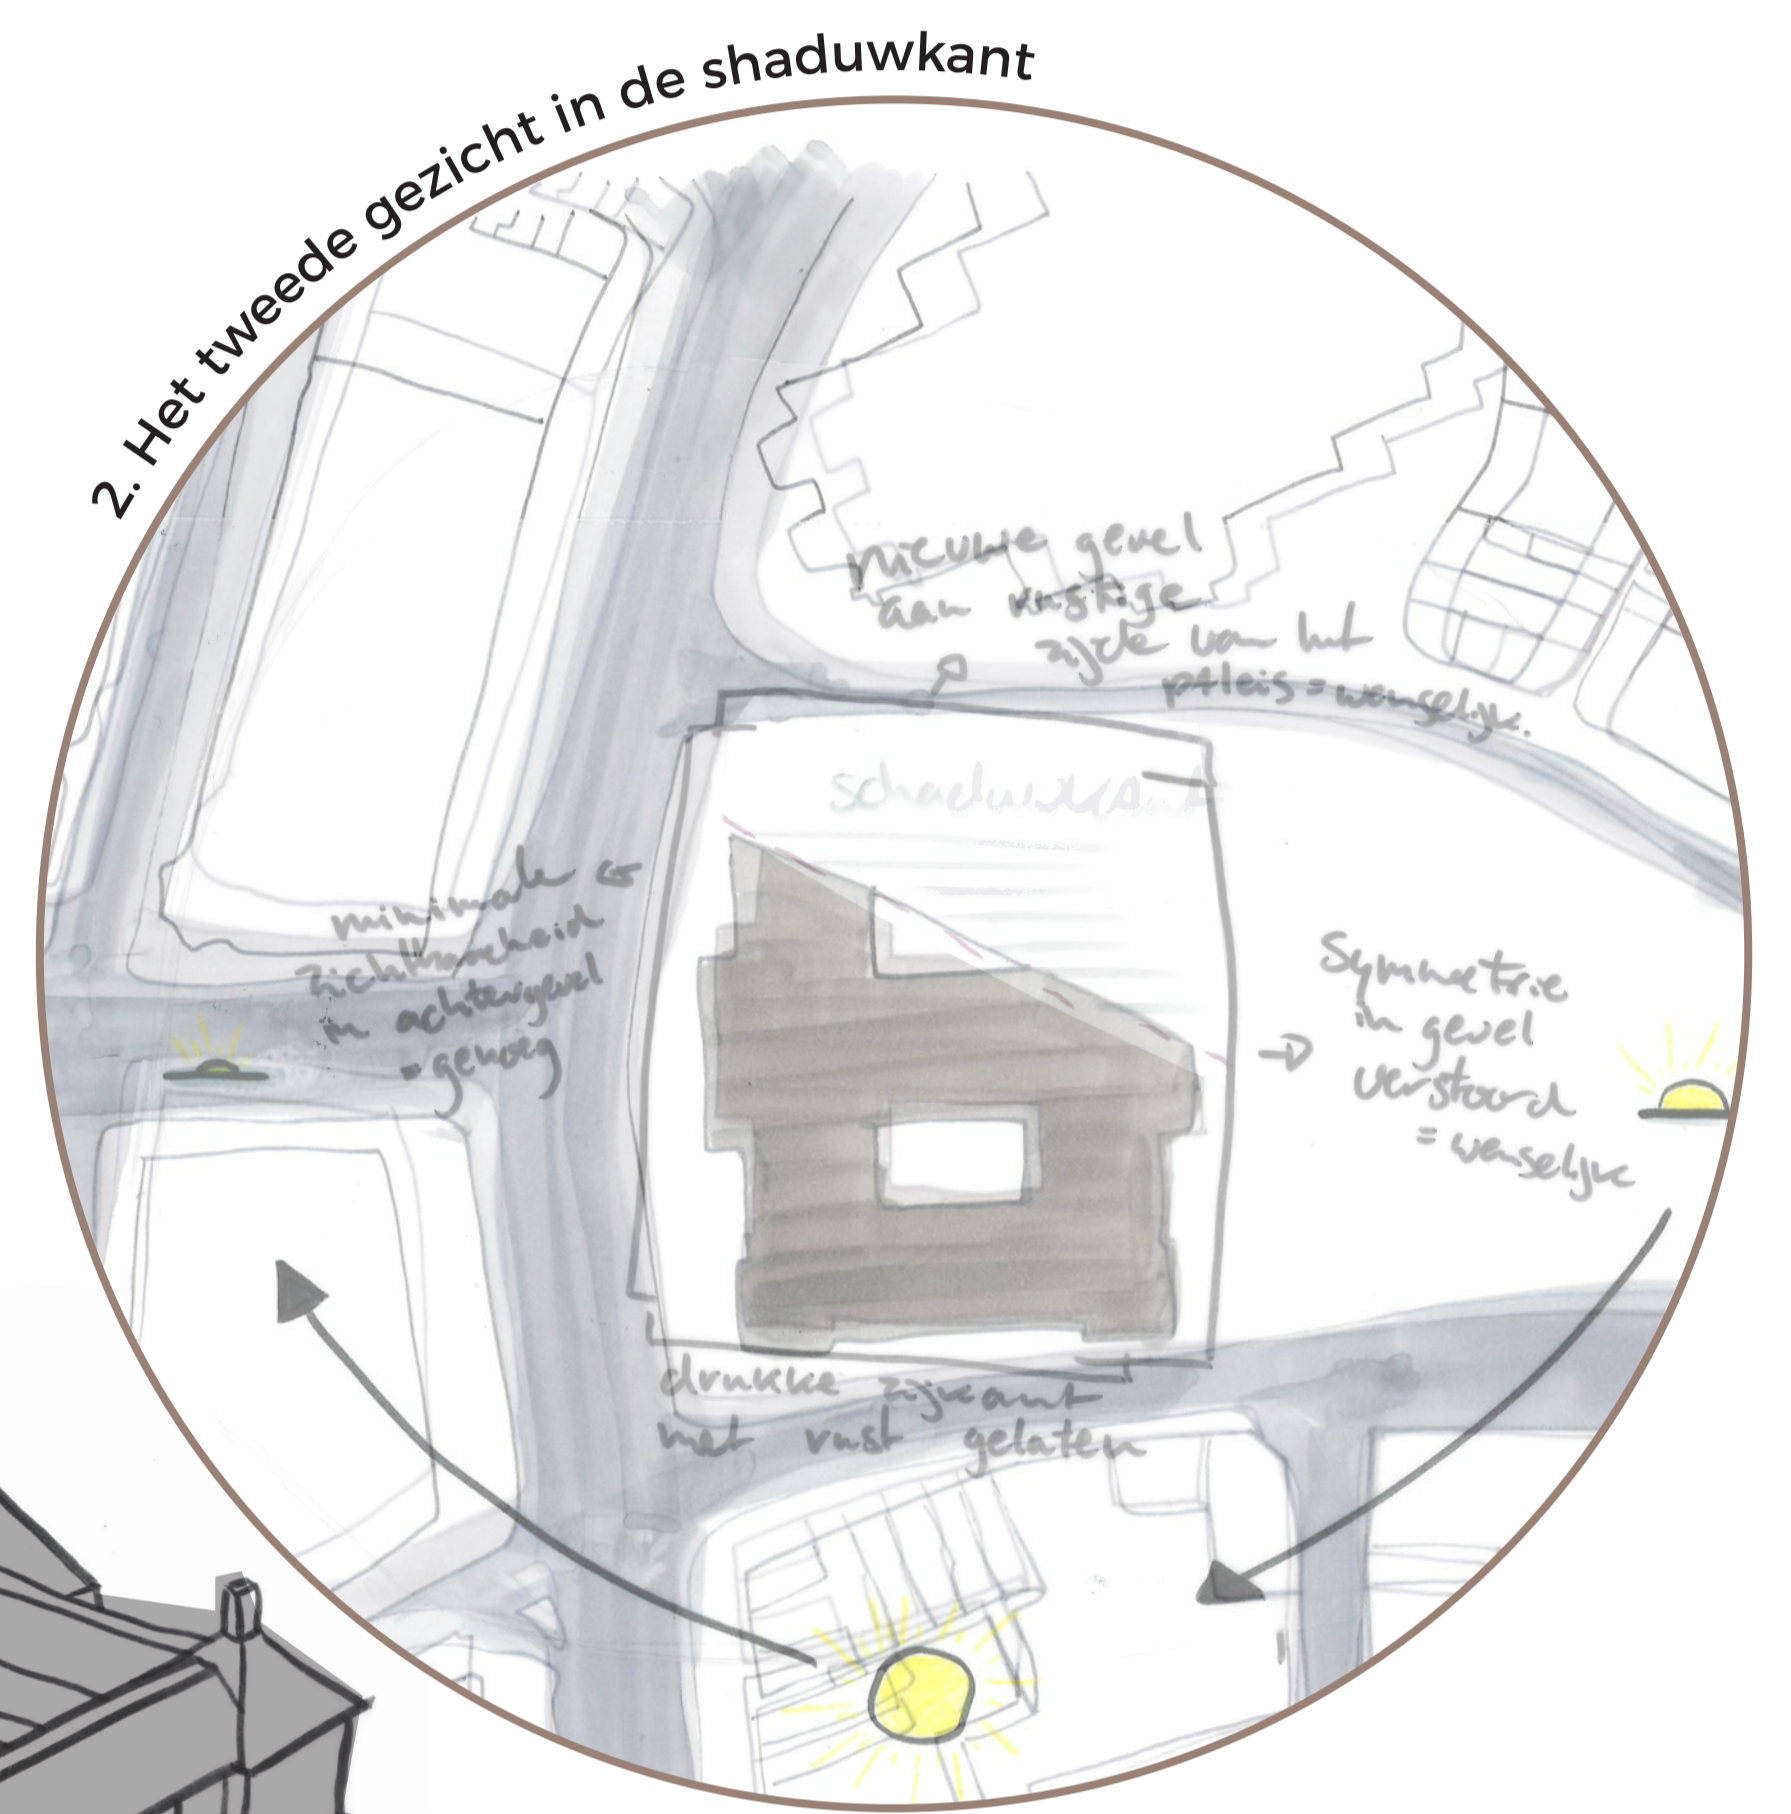 2. Het tweede gezicht in de shaduwkant
nieuwe gevel
aan rustige
zijde van het
ptleis = wenselijk.
schaduwkant
minimale
zichtbaarheid
in achtergevel
= genoeg
Symmetrie
in gevel
verstoord
= wenselijk
drukke zijkant
met rust gelaten